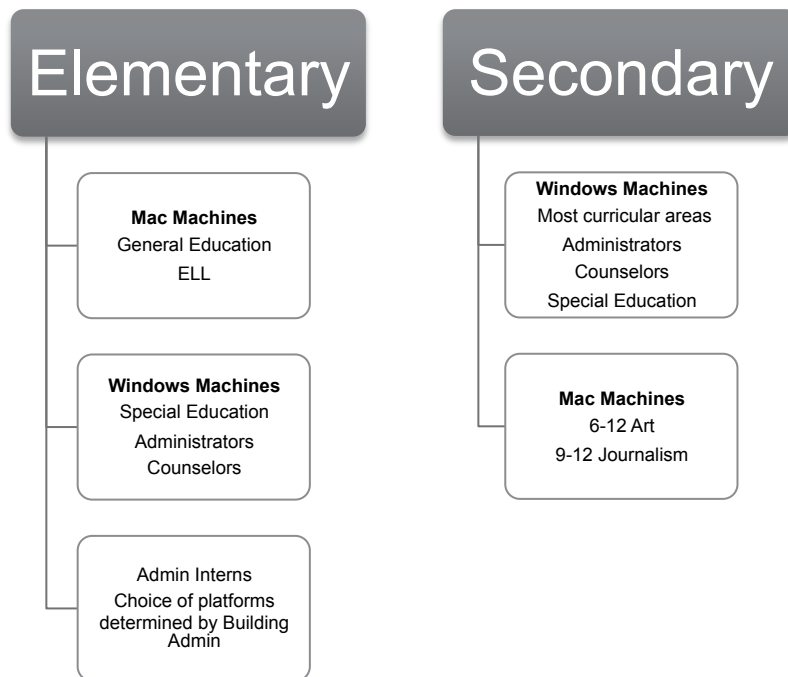 Elementary
Mac Machines
General Education
ELL
Windows Machines
Special Education
Administrators
Counselors
Admin Interns
Choice of platforms
determined by Building
Admin
Secondary
Windows Machines
Most curricular areas
Administrators
Counselors
Special Education
Mac Machines
6-12 Art
9-12 Journalism